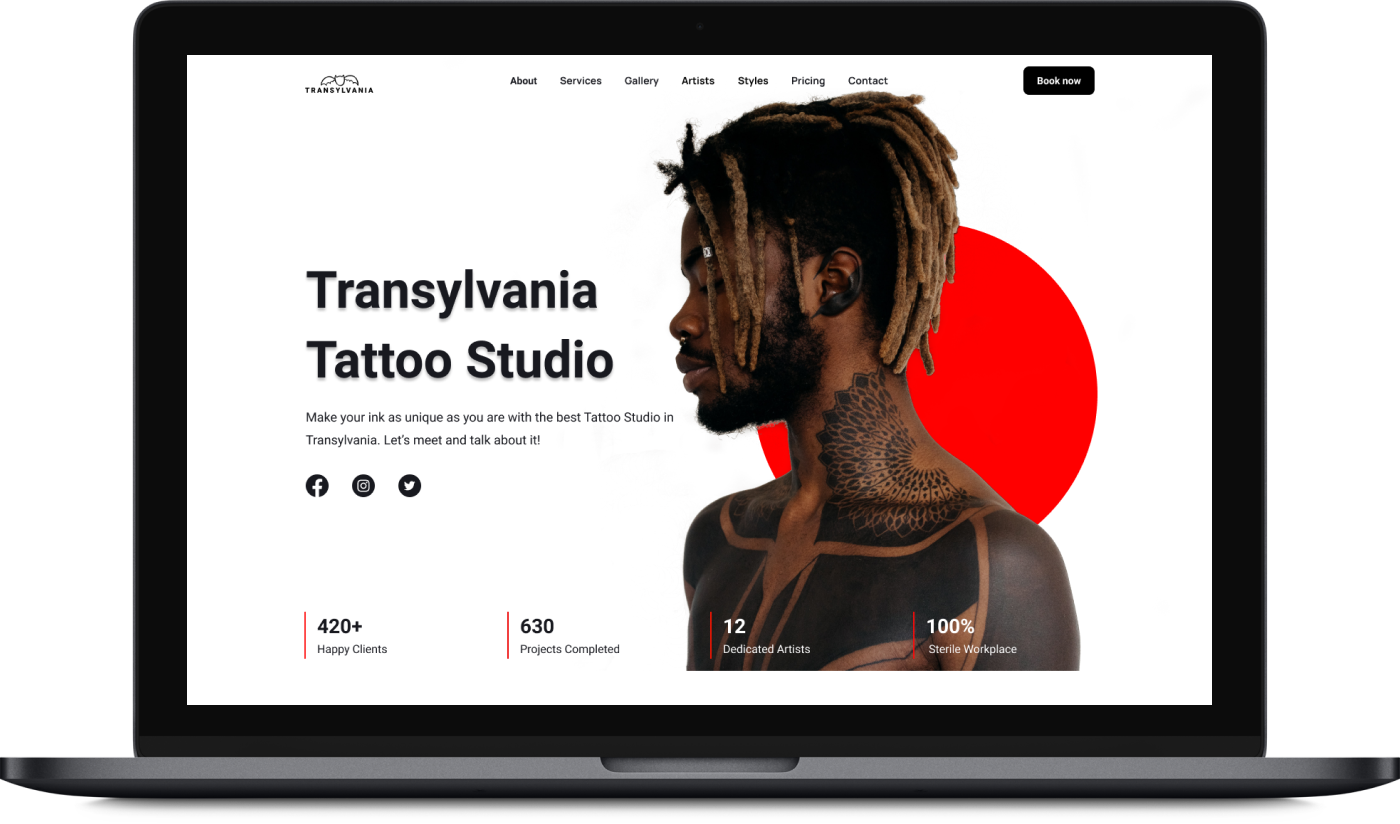 TRANSYLVANIA
About Services Gallery Artists Styles Pricing Contact
Book now
Transylvania
Tattoo Studio
Make your ink as unique as you are with the best Tattoo Studio in
Transylvania. Let's meet and talk about it!
420+
Happy Clients
630
Projects Completed
12
Dedicated Artists
100%
Sterile Workplace